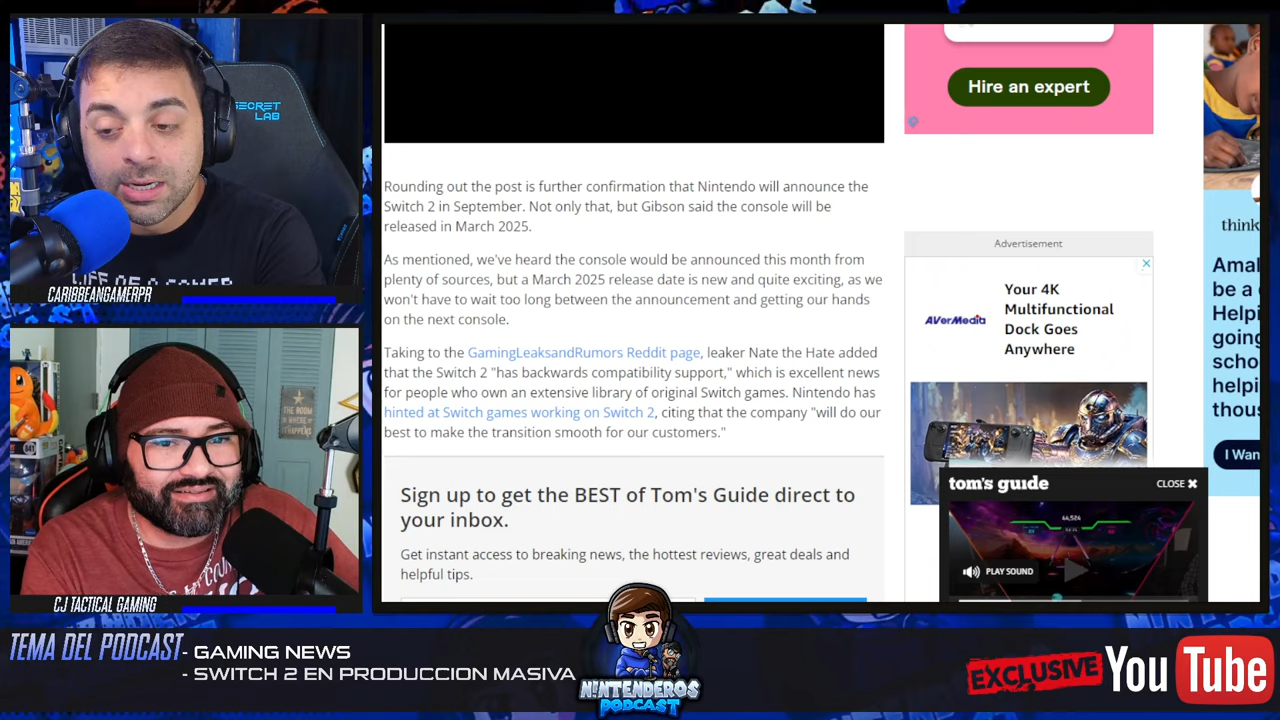 SECRET
LAB
LIFE OF A GAMER
CARIBBEANGAMERPR
THE ROOM
CJ TACTICAL GAMING
Rounding out the post is further confirmation that Nintendo will announce the
Switch 2 in September. Not only that, but Gibson said the console will be
released in March 2025.
As mentioned, we've heard the console would be announced this month from
plenty of sources, but a March 2025 release date is new and quite exciting, as we
won't have to wait too long between the announcement and getting our hands
on the next console.
Taking to the GamingLeaksandRumors Reddit page, leaker Nate the Hate added
that the Switch 2 "has backwards compatibility support," which is excellent news
for people who own an extensive library of original Switch games. Nintendo has
hinted at Switch games working on Switch 2, citing that the company "will do our
best to make the transition smooth for our customers."
Sign up to get the BEST of Tom's Guide direct to
your inbox.
Get instant access to breaking news, the hottest reviews, great deals and
helpful tips.
Hire an expert
Advertisement
AVerMedia
Your 4K
Multifunctional
Dock Goes
Anywhere
tom's guide
CLOSE
44,524
PLAY SOUND
think
Amal
be a
Helpi
going
scho
helpi
thous
I Wan
TEMA DEL PODCAST - GAMING NEWS
- SWITCH 2 EN PRODUCCION MASIVA
NINTENDEROS
PODCAST
EXCLUSIVE
YouTube